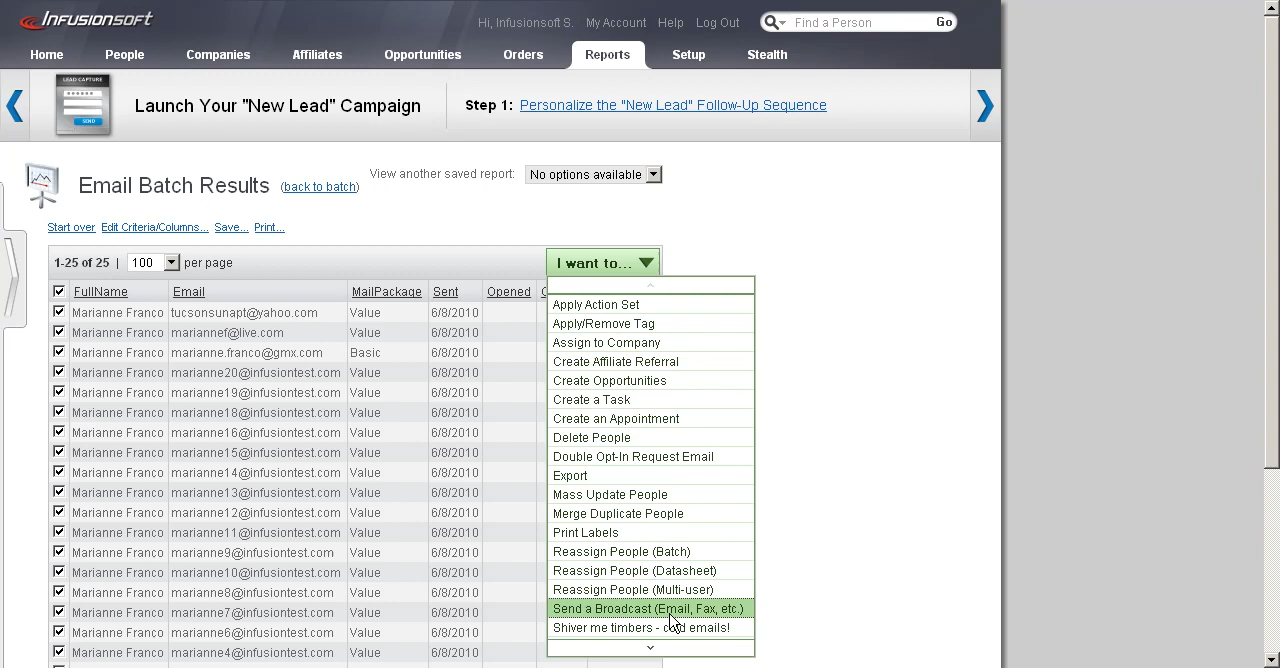 Infusionsoft
Hi, Infusionsoft S. My Account Help Log Out Find a Person Go
Home People Companies Affiliates Opportunities Orders Reports Setup Stealth
LEAD CAPTURE
SEND
Launch Your "New Lead" Campaign Step 1: Personalize the "New Lead" Follow-Up Sequence
Email Batch Results (back to batch) View another saved report: No options available
Start over Edit Criteria/Columns... Save... Print...
1-25 of 25 | 100 per page I want to...
FullName Email MailPackage Sent Opened
Marianne Franco tucsonsunapt@yahoo.com Value 6/8/2010
Marianne Franco mariannef@live.com Value 6/8/2010
Marianne Franco marianne.franco@gmx.com Basic 6/8/2010
Marianne Franco marianne20@infusiontest.com Value 6/8/2010
Marianne Franco marianne19@infusiontest.com Value 6/8/2010
Marianne Franco marianne18@infusiontest.com Value 6/8/2010
Marianne Franco marianne16@infusiontest.com Value 6/8/2010
Marianne Franco marianne15@infusiontest.com Value 6/8/2010
Marianne Franco marianne14@infusiontest.com Value 6/8/2010
Marianne Franco marianne13@infusiontest.com Value 6/8/2010
Marianne Franco marianne12@infusiontest.com Value 6/8/2010
Marianne Franco marianne11@infusiontest.com Value 6/8/2010
Marianne Franco marianne9@infusiontest.com Value 6/8/2010
Marianne Franco marianne10@infusiontest.com Value 6/8/2010
Marianne Franco marianne8@infusiontest.com Value 6/8/2010
Marianne Franco marianne7@infusiontest.com Value 6/8/2010
Marianne Franco marianne6@infusiontest.com Value 6/8/2010
Marianne Franco marianne4@infusiontest.com Value 6/8/2010
Apply Action Set
Apply/Remove Tag
Assign to Company
Create Affiliate Referral
Create Opportunities
Create a Task
Create an Appointment
Delete People
Double Opt-In Request Email
Export
Mass Update People
Merge Duplicate People
Print Labels
Reassign People (Batch)
Reassign People (Datasheet)
Reassign People (Multi-user)
Send a Broadcast (Email, Fax, etc.)
Shiver me timbers - emails!